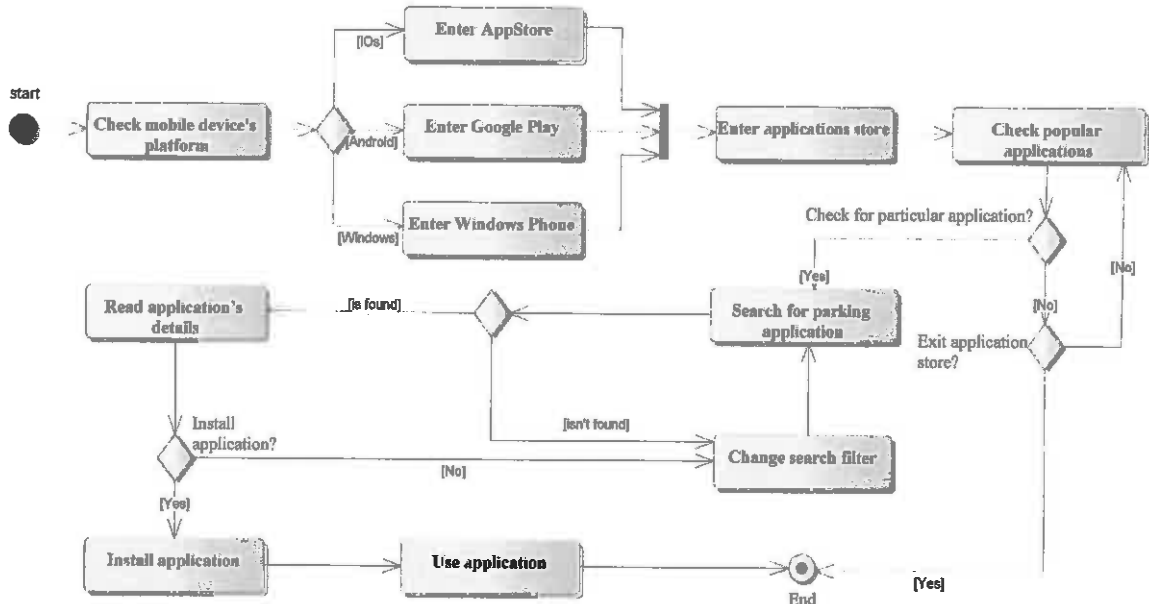 start
Check mobile device's
platform
[IOs]
Enter AppStore
[Android]
Enter Google Play
[Windows]
Enter Windows Phone
Enter applications store
Check popular
applications
Check for particular application?
[Yes]
[No]
[No]
Exit application
store?
[Yes]
Search for parking
application
[is found]
[isn't found]
Read application's
details
Install
application?
[No]
[Yes]
Change search filter
Install application
Use application
End